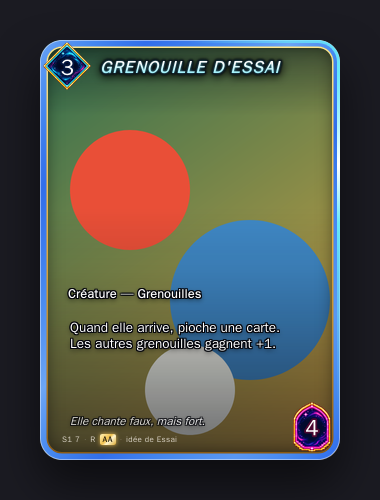 3
GRENOUILLE D'ESSAI
Créature — Grenouilles
Quand elle arrive, pioche une carte.
Les autres grenouilles gagnent +1.
Elle chante faux, mais fort.
S1 7 · R AA · idée de Essai
4